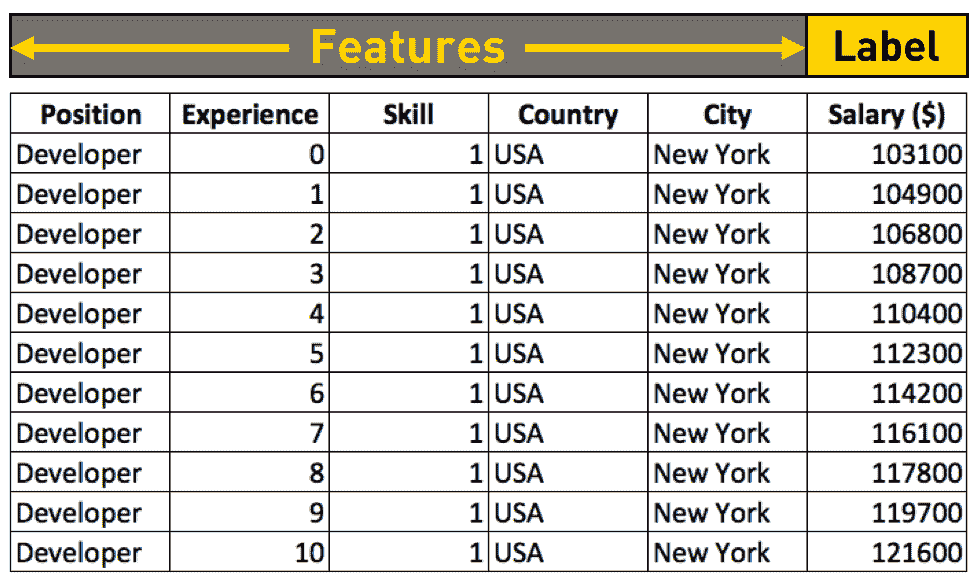 Features Label
Position Experience Skill Country City Salary ($)
Developer 0 1 USA New York 103100
Developer 1 1 USA New York 104900
Developer 2 1 USA New York 106800
Developer 3 1 USA New York 108700
Developer 4 1 USA New York 110400
Developer 5 1 USA New York 112300
Developer 6 1 USA New York 114200
Developer 7 1 USA New York 116100
Developer 8 1 USA New York 117800
Developer 9 1 USA New York 119700
Developer 10 1 USA New York 121600